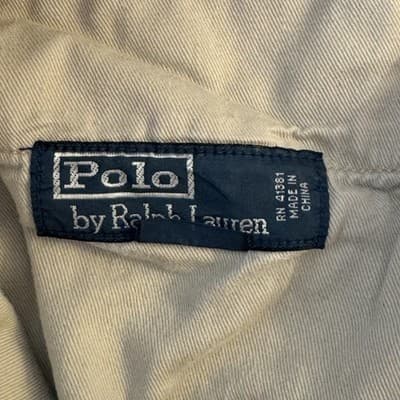 Polo
by Ralph Lauren
RN 41381
MADE IN
CHINA